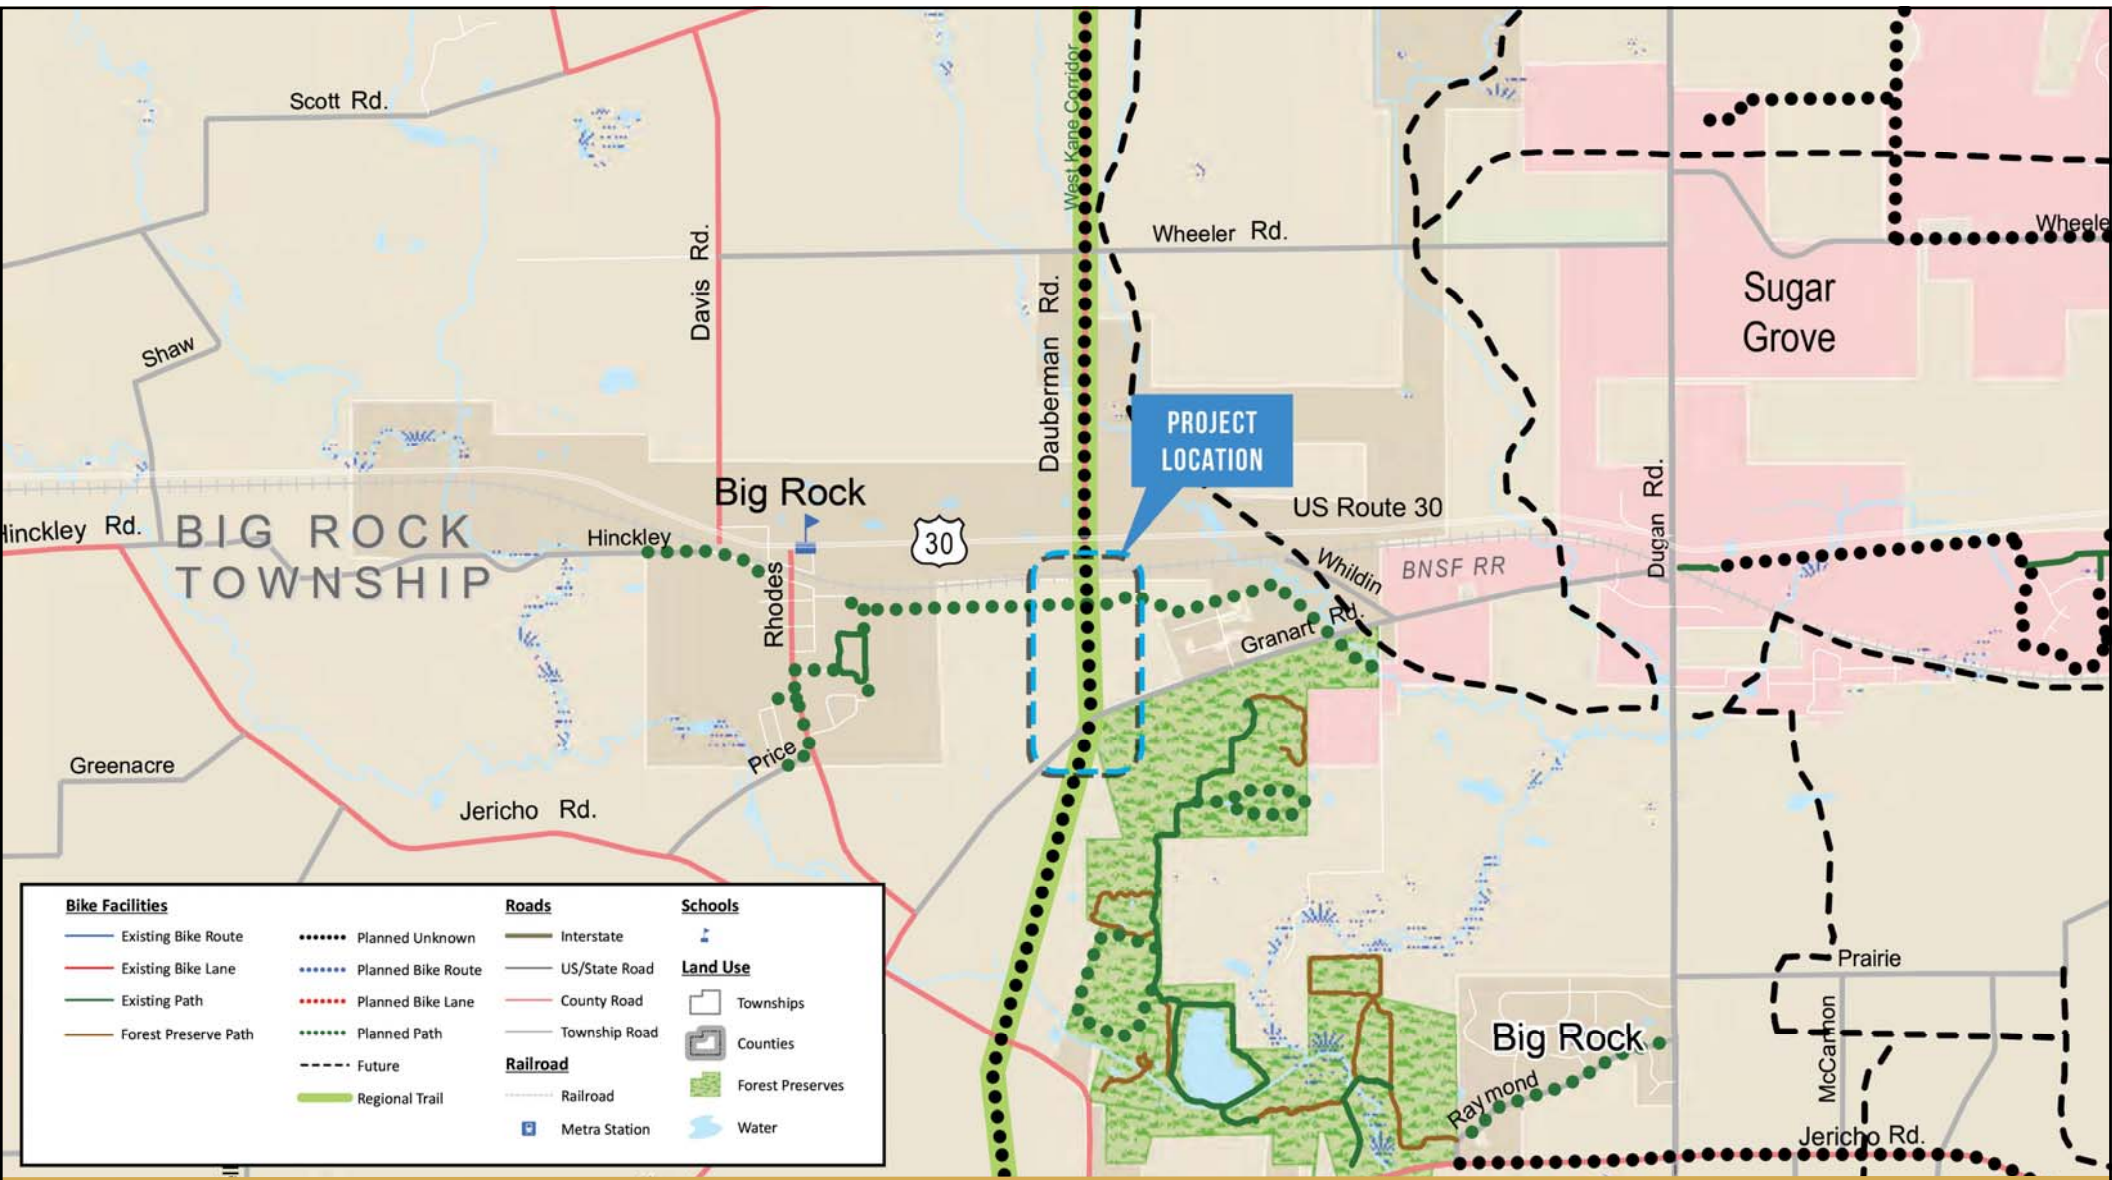 Scott Rd.
West Kane Corridor
Wheeler Rd.
Wheele
Davis Rd.
Sugar
Grove
Shaw
Dauberman Rd.
PROJECT
LOCATION
Big Rock
US Route 30
Dugan Rd.
Hinckley Rd.
BIG ROCK
TOWNSHIP
Hinckley
30
Whildin
BNSF RR
Rhodes
Granart Rd.
Price
Greenacre
Jericho Rd.
Prairie
McCannon
Big Rock
Raymond
Jericho Rd.
Bike Facilities
Existing Bike Route
Existing Bike Lane
Existing Path
Forest Preserve Path
Planned Unknown
Planned Bike Route
Planned Bike Lane
Planned Path
Future
Regional Trail
Roads
Interstate
US/State Road
County Road
Township Road
Railroad
Railroad
Metra Station
Schools
Land Use
Townships
Counties
Forest Preserves
Water